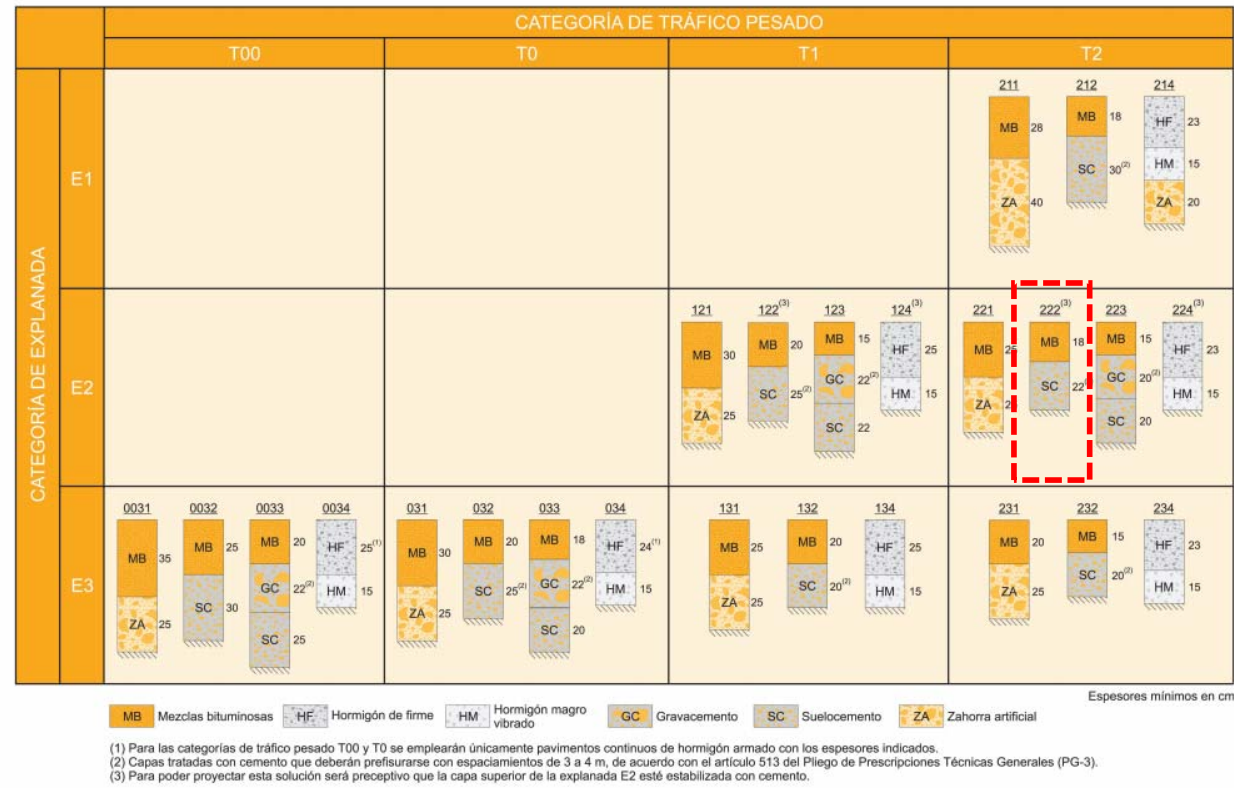 CATEGORÍA DE TRÁFICO PESADO
T00 T0 T1 T2
CATEGORÍA DE EXPLANADA
E1
211 212 214
MB 28 MB 18 HF 23
SC 30(2) HM 15
ZA 40 ZA 20
E2
121 122(3) 123 124(3) 221 222(3) 223 224(3)
MB 30 MB 20 MB 15 HF 25 MB 25 MB 18 MB 15 HF 23
ZA 25 SC 25(2) GC 22(2) HM 15 ZA SC 22 GC 20(2) HM 15
SC 22 SC 20
E3
0031 0032 0033 0034 031 032 033 034 131 132 134 231 232 234
MB 35 MB 25 MB 20 HF 25(1) MB 30 MB 20 MB 18 HF 24(1) MB 25 MB 20 HF 25 MB 20 MB 15 HF 23
ZA 25 SC 30 GC 22(2) HM 15 ZA 25 SC 25(2) GC 22(2) HM 15 ZA 25 SC 20(2) HM 15 ZA 25 SC 20(2) HM 15
SC 25 SC 20
Espesores mínimos en cm
MB Mezclas bituminosas HF Hormigón de firme HM Hormigón magro vibrado GC Gravacemento SC Suelocemento ZA Zahorra artificial
(1) Para las categorías de tráfico pesado T00 y T0 se emplearán únicamente pavimentos continuos de hormigón armado con los espesores indicados.
(2) Capas tratadas con cemento que deberán prefisurarse con espaciamientos de 3 a 4 m, de acuerdo con el artículo 513 del Pliego de Prescripciones Técnicas Generales (PG-3).
(3) Para poder proyectar esta solución será preceptivo que la capa superior de la explanada E2 esté estabilizada con cemento.